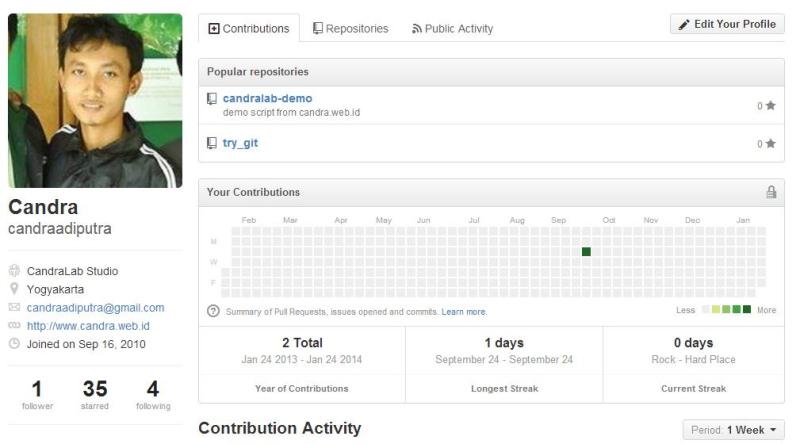 Contributions
Repositories
Public Activity
Edit Your Profile
Popular repositories
candralab-demo
0
demo script from candra.web.id
try_git
0
Candra
candraadiputra
CandraLab Studio
Yogyakarta
candraadiputra@gmail.com
http://www.candra.web.id
Joined on Sep 16, 2010
1
follower
35
starred
4
following
Your Contributions
Feb Mar Apr May Jun Jul Aug Sep Oct Nov Dec Jan
M
W
F
? Summary of Pull Requests, issues opened and commits. Learn more.
Less More
2 Total
Jan 24 2013 - Jan 24 2014
Year of Contributions
1 days
September 24 - September 24
Longest Streak
0 days
Rock - Hard Place
Current Streak
Contribution Activity
Period: 1 Week